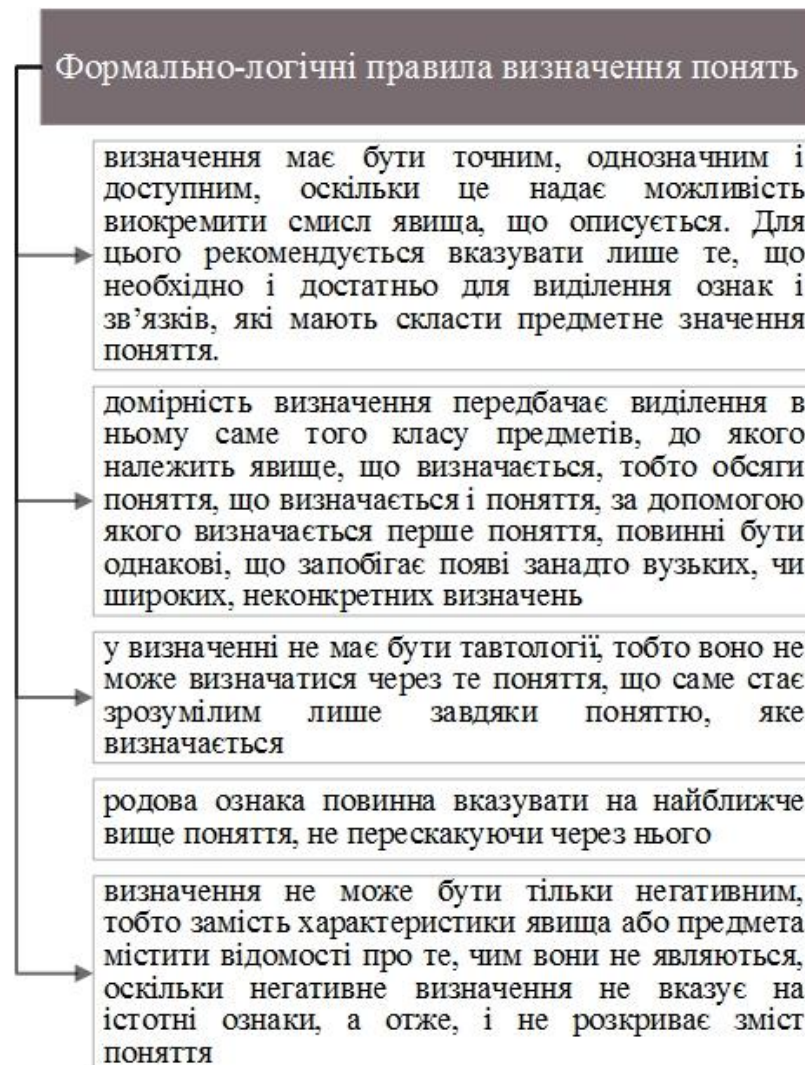 Формально-логічні правила визначення понять
визначення має бути точним, однозначним і
доступним, оскільки це надає можливість
виокремити смисл явища, що описується. Для
цього рекомендується вказувати лише те, що
необхідно і достатньо для виділення ознак і
зв’язків, які мають скласти предметне значення
поняття.
домірність визначення передбачає виділення в
ньому саме того класу предметів, до якого
належить явище, що визначається, тобто обсяги
поняття, що визначається і поняття, за допомогою
якого визначається перше поняття, повинні бути
однакові, що запобігає появі занадто вузьких, чи
широких, неконкретних визначень
у визначенні не має бути тавтології, тобто воно не
може визначатися через те поняття, що саме стає
зрозумілим лише завдяки поняттю, яке
визначається
родова ознака повинна вказувати на найближче
вище поняття, не перескакуючи через нього
визначення не може бути тільки негативним,
тобто замість характеристики явища або предмета
містити відомості про те, чим вони не являються,
оскільки негативне визначення не вказує на
істотні ознаки, а отже, і не розкриває зміст
поняття